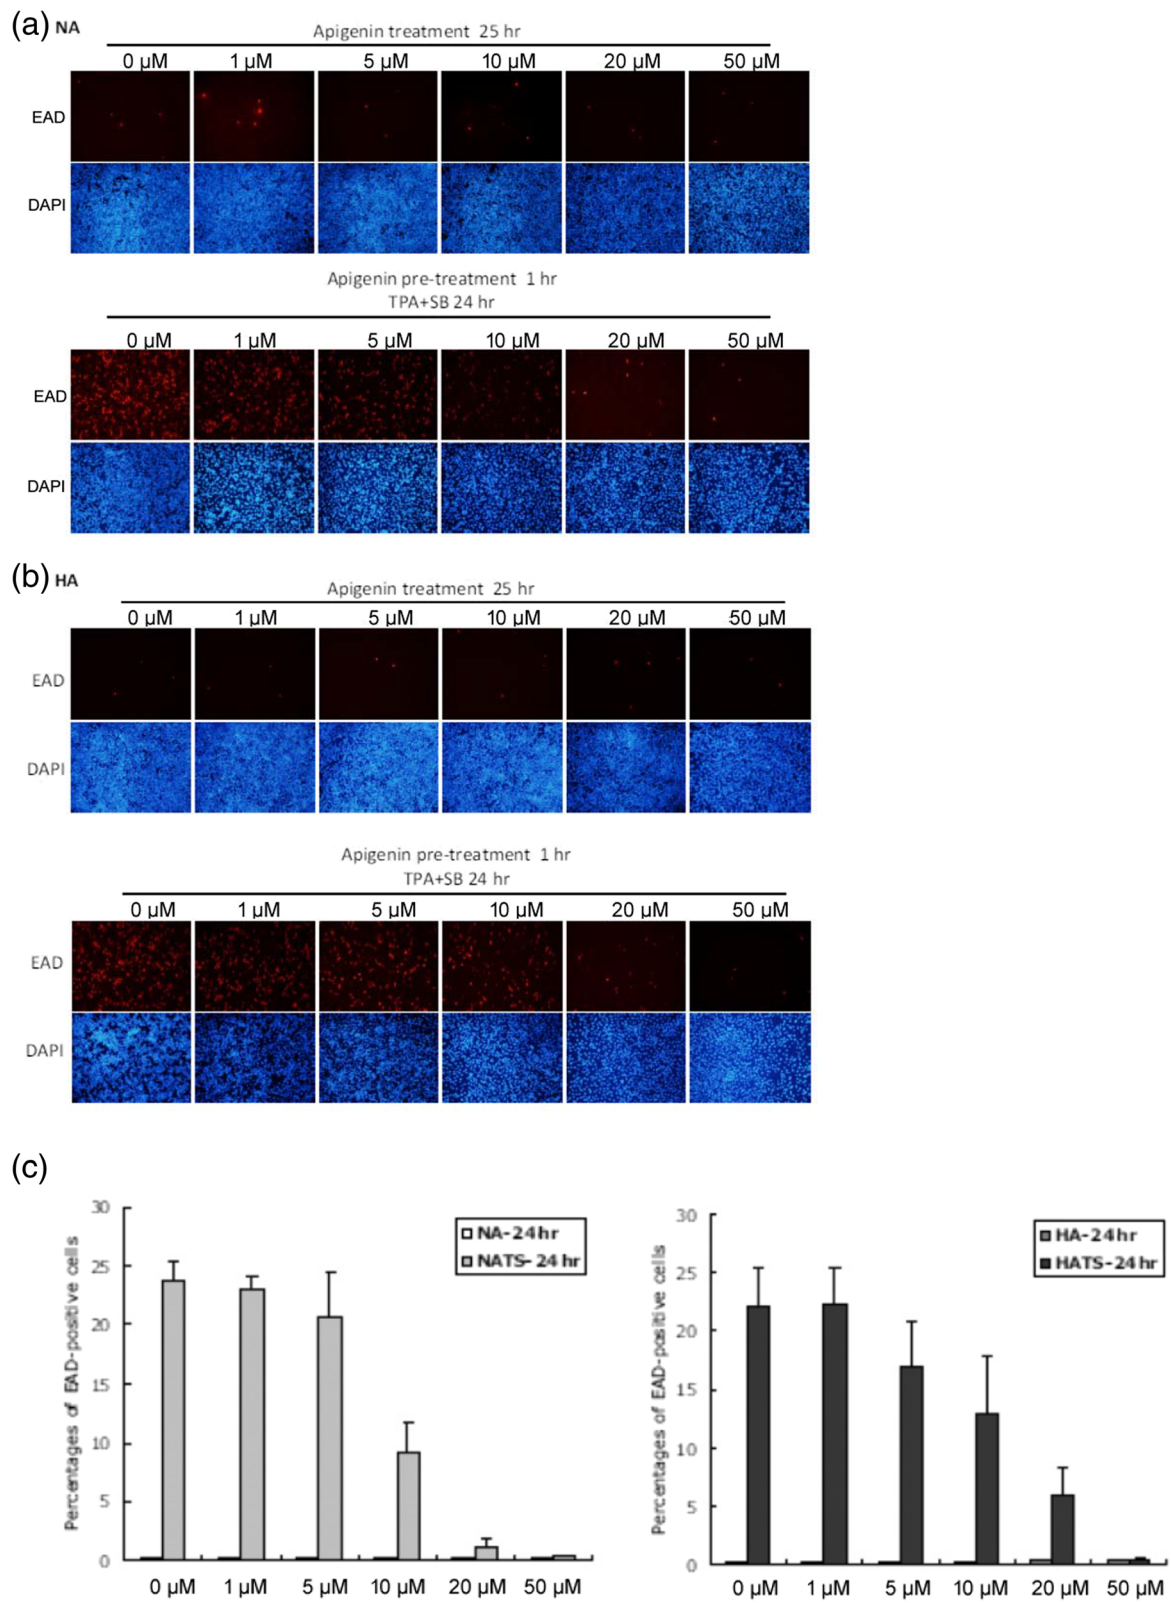 (a) NA
Apigenin treatment 25 hr
0 μM 1 μM 5 μM 10 μM 20 μM 50 μM
EAD
DAPI
Apigenin pre-treatment 1 hr
TPA+SB 24 hr
0 μM 1 μM 5 μM 10 μM 20 μM 50 μM
EAD
DAPI
(b) HA
Apigenin treatment 25 hr
0 μM 1 μM 5 μM 10 μM 20 μM 50 μM
EAD
DAPI
Apigenin pre-treatment 1 hr
TPA+SB 24 hr
0 μM 1 μM 5 μM 10 μM 20 μM 50 μM
EAD
DAPI
(c)
Percentages of EAD-positive cells
30
25
20
15
10
5
0
NA-24hr
NATS-24hr
0 μM 1 μM 5 μM 10 μM 20 μM 50 μM
Percentages of EAD-positive cells
30
25
20
15
10
5
0
HA-24hr
HATS-24hr
0 μM 1 μM 5 μM 10 μM 20 μM 50 μM